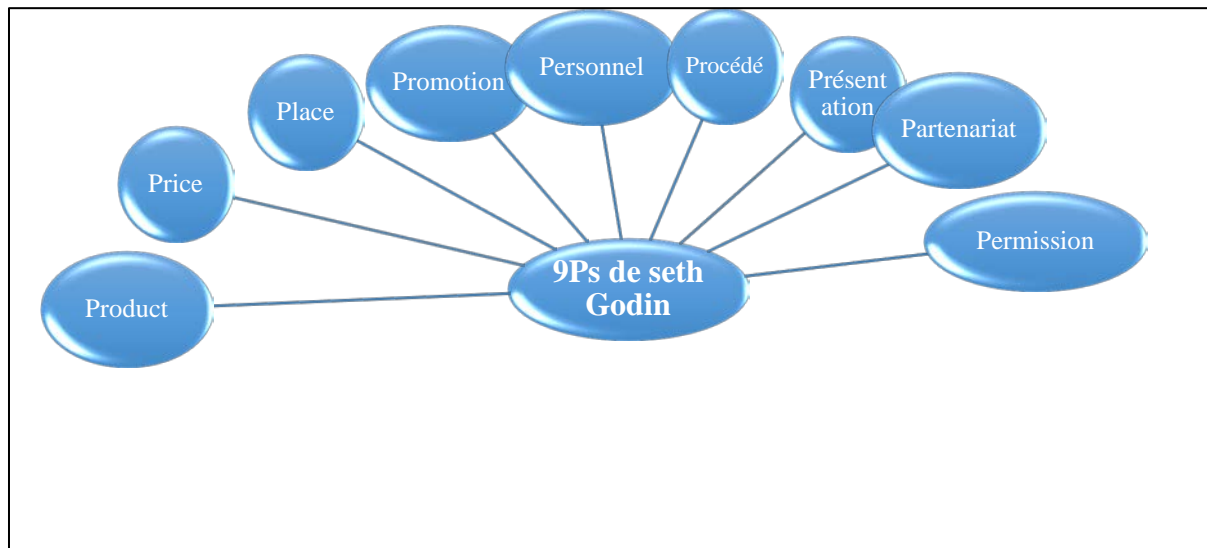 Product
Price
Place
Promotion
Personnel
Procédé
Présent
ation
Partenariat
Permission
9Ps de seth
Godin